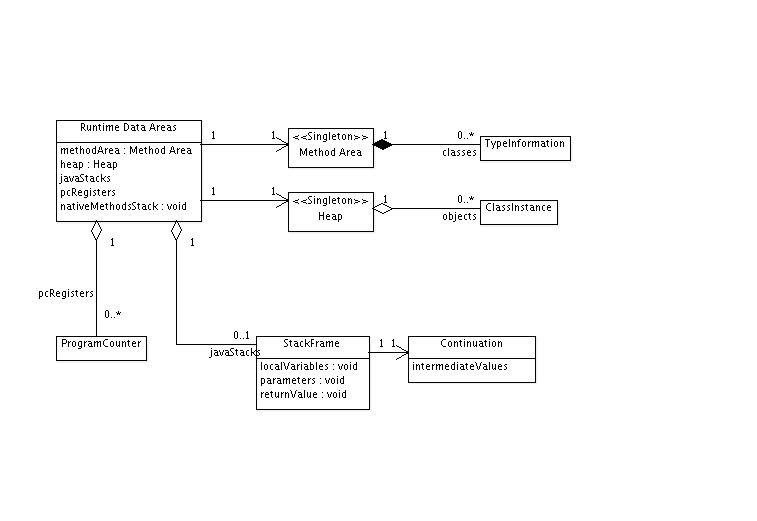 Runtime Data Areas
methodArea : Method Area
heap : Heap
javaStacks
pcRegisters
nativeMethodsStack : void
1
1
<<Singleton>>
Method Area
1
0..*
classes
TypeInformation
1
1
<<Singleton>>
Heap
1
0..*
objects
ClassInstance
1
1
pcRegisters
0..*
ProgramCounter
0..1
javaStacks
StackFrame
localVariables : void
parameters : void
returnValue : void
1
1
Continuation
intermediateValues